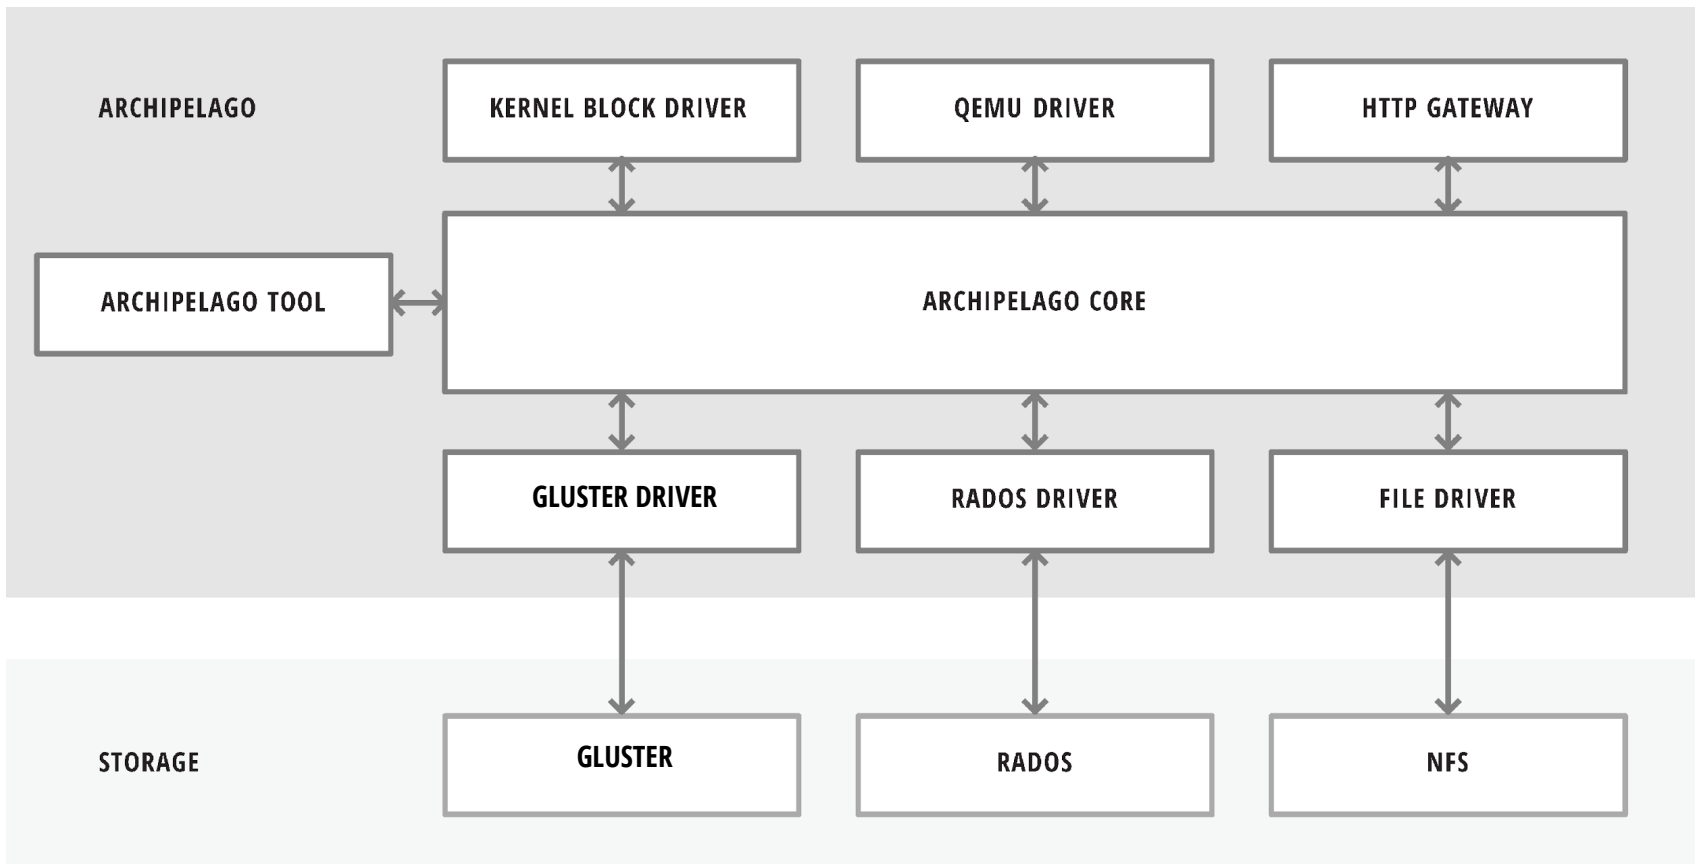 ARCHIPELAGO
KERNEL BLOCK DRIVER
QEMU DRIVER
HTTP GATEWAY
ARCHIPELAGO TOOL
ARCHIPELAGO CORE
GLUSTER DRIVER
RADOS DRIVER
FILE DRIVER
STORAGE
GLUSTER
RADOS
NFS